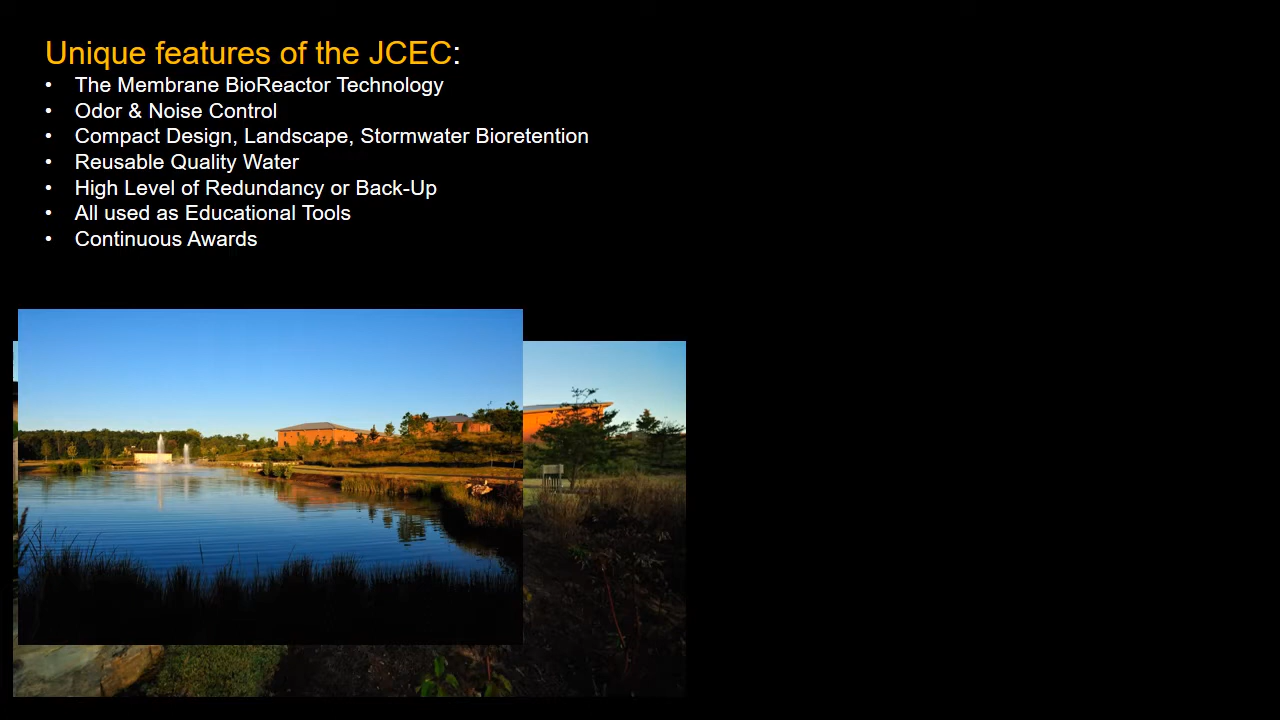 Unique features of the JCEC:
• The Membrane BioReactor Technology
• Odor & Noise Control
• Compact Design, Landscape, Stormwater Bioretention
• Reusable Quality Water
• High Level of Redundancy or Back-Up
• All used as Educational Tools
• Continuous Awards